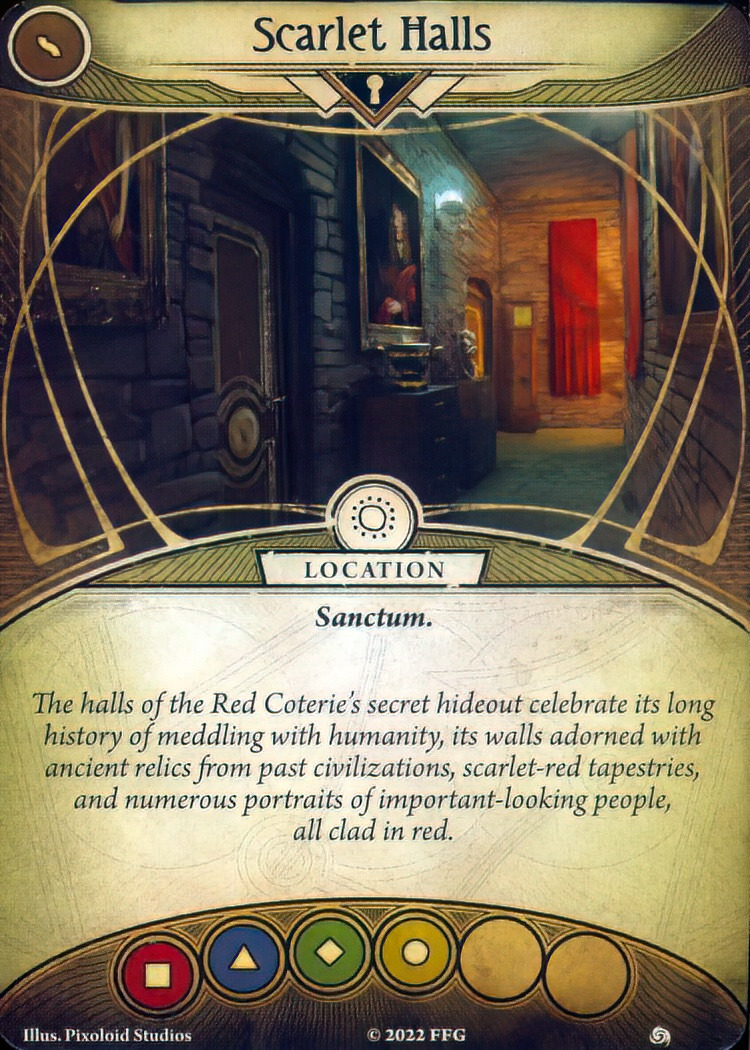 Scarlet Halls
LOCATION
Sanctum.
The halls of the Red Coterie's secret hideout celebrate its long
history of meddling with humanity, its walls adorned with
ancient relics from past civilizations, scarlet-red tapestries,
and numerous portraits of important-looking people,
all clad in red.
Illus. Pixoloid Studios
© 2022 FFG